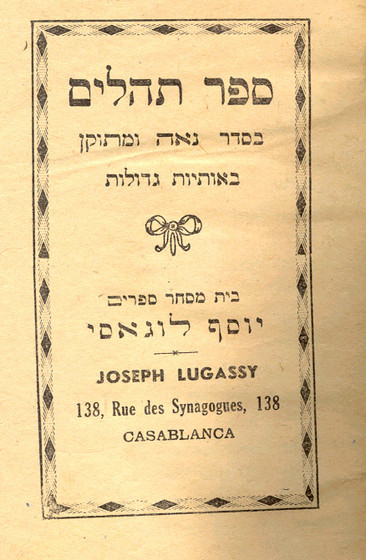 ספר תהלים
בסדר נאה ומתוקן
באותיות גדולות
בית מסחר ספרים
יוסף לוגאסי
JOSEPH LUGASSY
138, Rue des Synagogues, 138
CASABLANCA